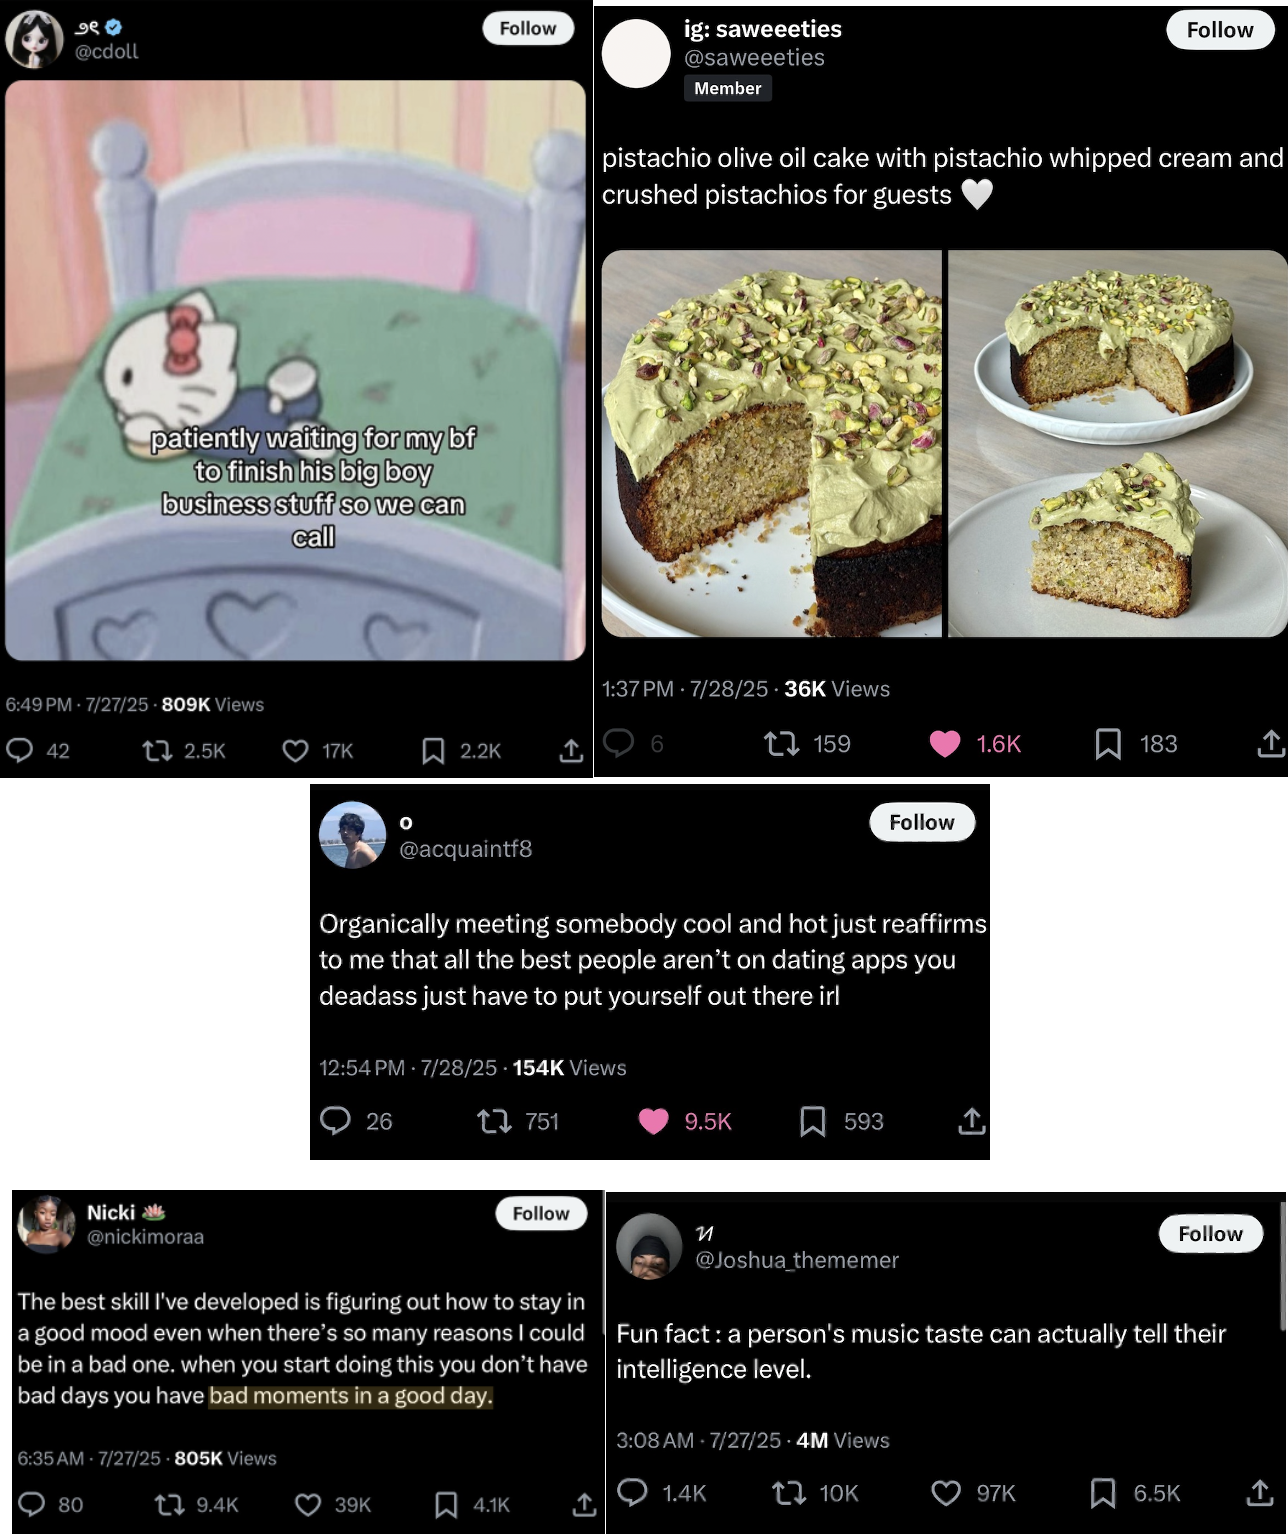 ೨ৎ
@cdoll
Follow
patiently waiting for my bf
to finish his big boy
business stuff so we can
call
6:49 PM · 7/27/25 · 809K Views
42 2.5K 17K 2.2K
ig: saweeeties
@saweeeties
Member
Follow
pistachio olive oil cake with pistachio whipped cream and
crushed pistachios for guests 🤍
1:37 PM · 7/28/25 · 36K Views
6 159 1.6K 183
o
@acquaintf8
Follow
Organically meeting somebody cool and hot just reaffirms
to me that all the best people aren’t on dating apps you
deadass just have to put yourself out there irl
12:54 PM · 7/28/25 · 154K Views
26 751 9.5K 593
Nicki 🪷
@nickimoraa
Follow
The best skill I've developed is figuring out how to stay in
a good mood even when there’s so many reasons I could
be in a bad one. when you start doing this you don’t have
bad days you have bad moments in a good day.
6:35 AM · 7/27/25 · 805K Views
80 9.4K 39K 4.1K
@Joshua_thememer
Follow
Fun fact : a person's music taste can actually tell their
intelligence level.
3:08 AM · 7/27/25 · 4M Views
1.4K 10K 97K 6.5K